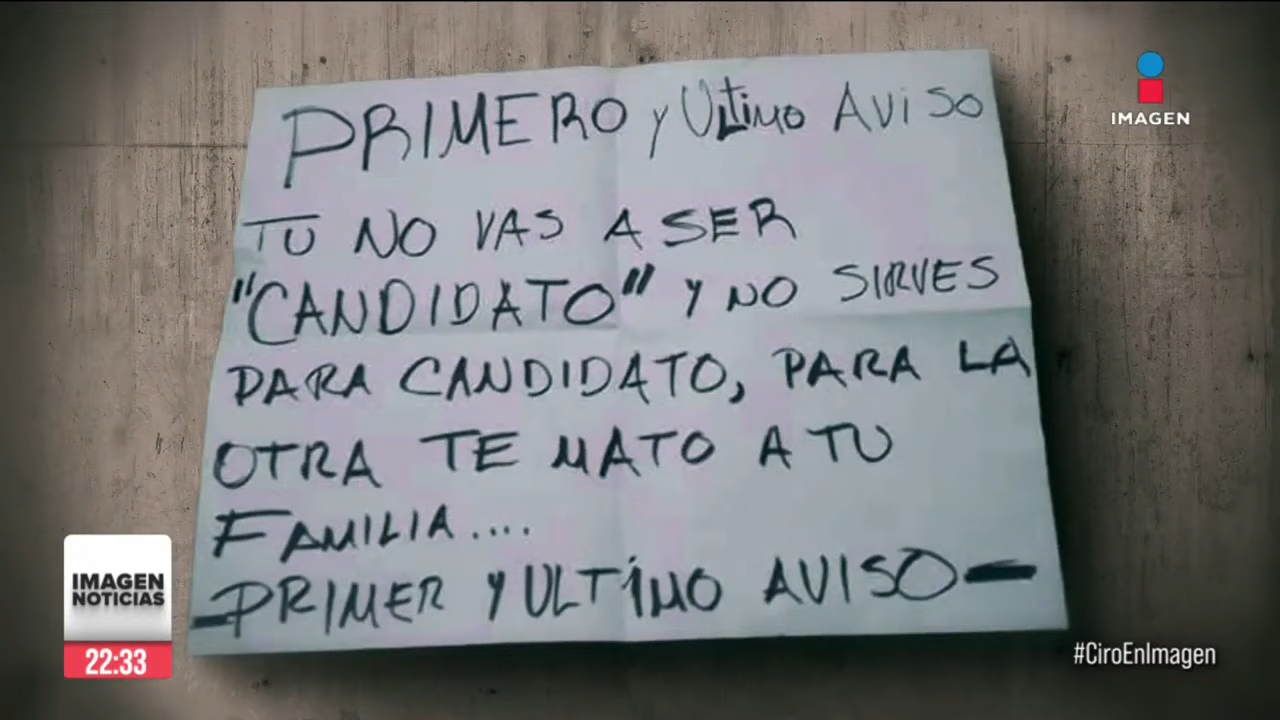 PRIMERO y Ultimo Aviso
TU NO VAS A SER
"CANDIDATO" Y NO SIRVES
PARA CANDIDATO, PARA LA
OTRA TE MATO A TU
FAMILIA....
-PRIMER Y ULTIMO AVISO-
IMAGEN
IMAGEN
NOTICIAS
22:33
#CiroEnImagen